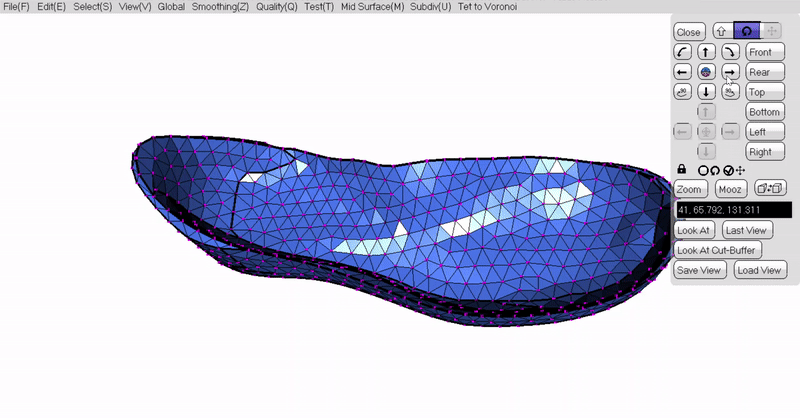 File(F) Edit(E) Select(S) View(V) Global Smoothing(Z) Quality(Q) Test(T) Mid Surface(M) Subdiv(U) Tet to Voronoi
Close
Front
Rear
90 90 Top
Bottom
Left
Right
Zoom Mooz
41, 65.792, 131.311
Look At Last View
Look At Cut-Buffer
Save View Load View